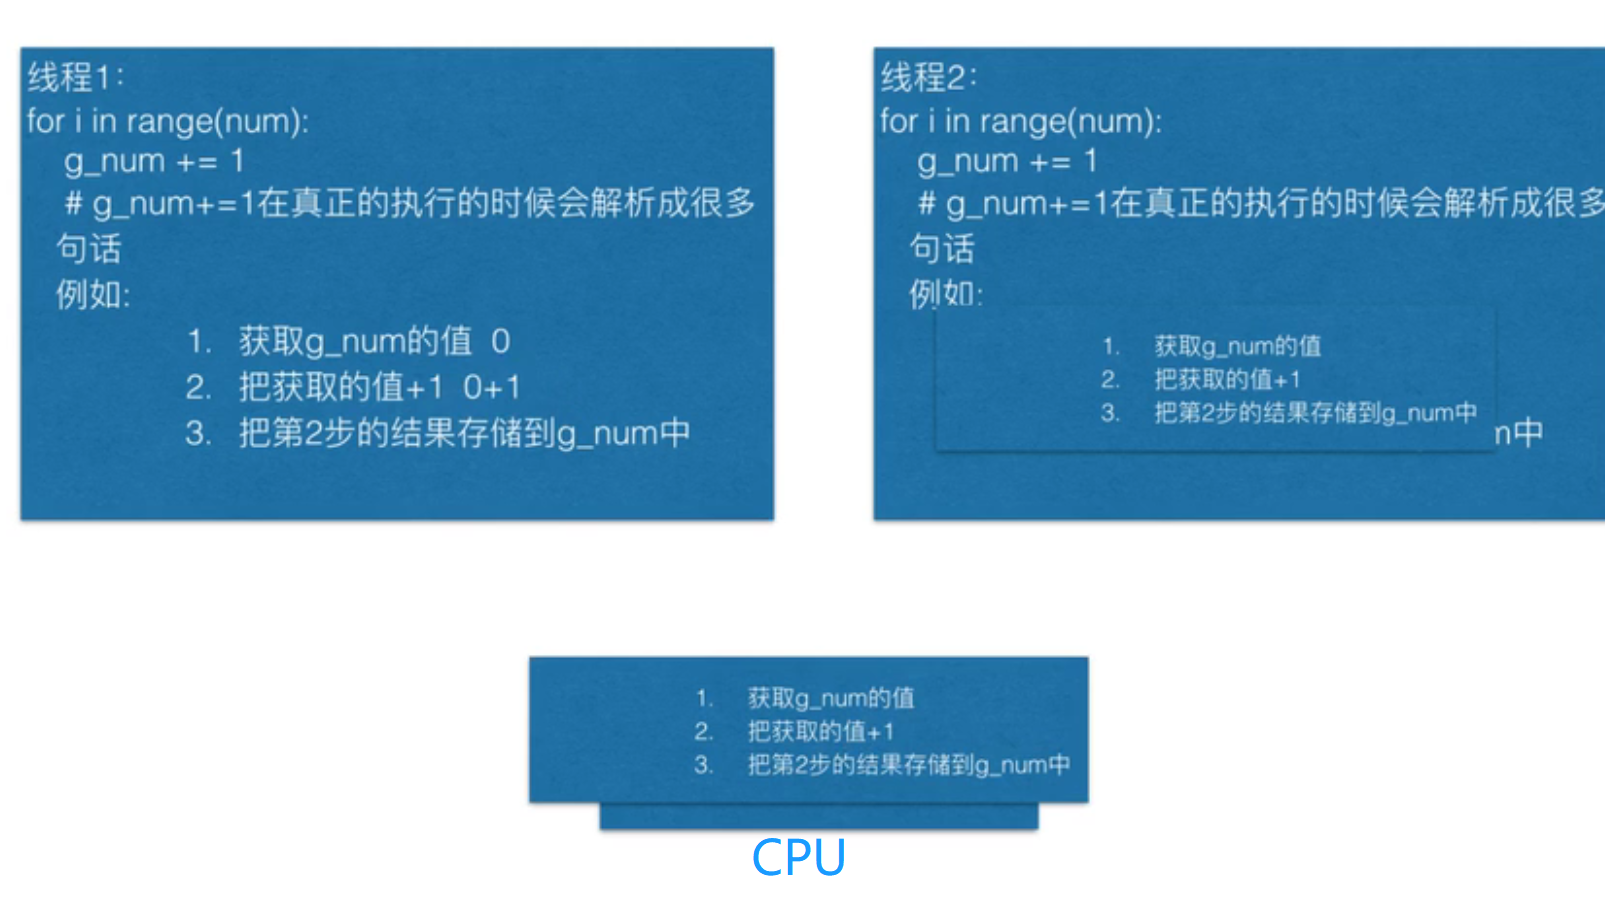 线程1:
for i in range(num):
g_num += 1
# g_num+=1在真正的执行的时候会解析成很多
句话
例如:
1. 获取g_num的值 0
2. 把获取的值+1 0+1
3. 把第2步的结果存储到g_num中
线程2:
for i in range(num):
g_num += 1
# g_num+=1在真正的执行的时候会解析成很多
句话
例如:
1. 获取g_num的值
2. 把获取的值+1
3. 把第2步的结果存储到g_num中
m中
1. 获取g_num的值
2. 把获取的值+1
3. 把第2步的结果存储到g_num中
CPU